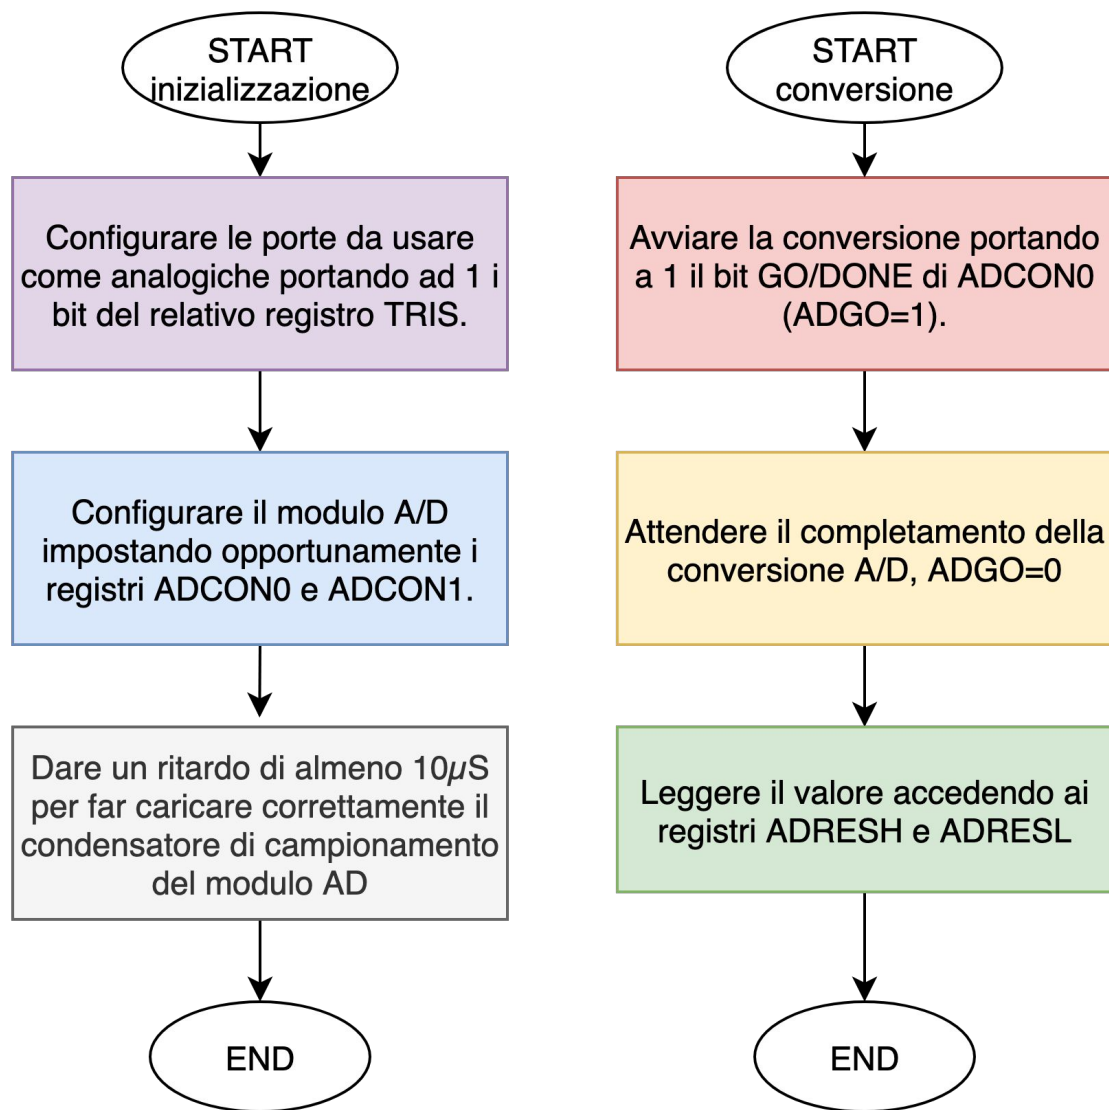 START
inizializzazione
Configurare le porte da usare
come analogiche portando ad 1 i
bit del relativo registro TRIS.
Configurare il modulo A/D
impostando opportunamente i
registri ADCON0 e ADCON1.
Dare un ritardo di almeno 10µS
per far caricare correttamente il
condensatore di campionamento
del modulo AD
END
START
conversione
Avviare la conversione portando
a 1 il bit GO/DONE di ADCON0
(ADGO=1).
Attendere il completamento della
conversione A/D, ADGO=0
Leggere il valore accedendo ai
registri ADRESH e ADRESL
END